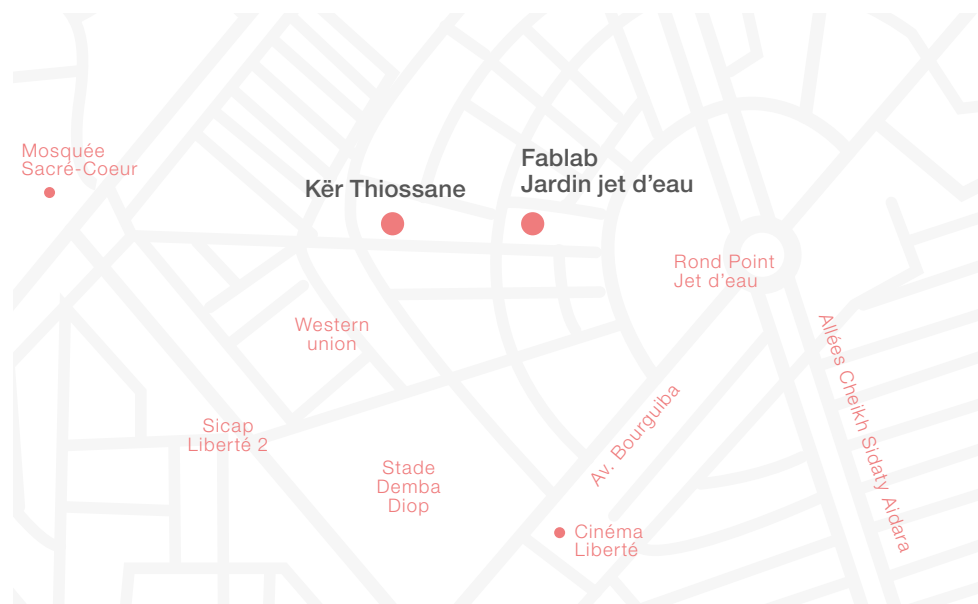 Mosquée
Sacré-Coeur
Kër Thiossane
Fablab
Jardin jet d’eau
Rond Point
Jet d’eau
Western
union
Allées Cheikh Sidaty Aidara
Sicap
Liberté 2
Av. Bourguiba
Stade
Demba
Diop
Cinéma
Liberté